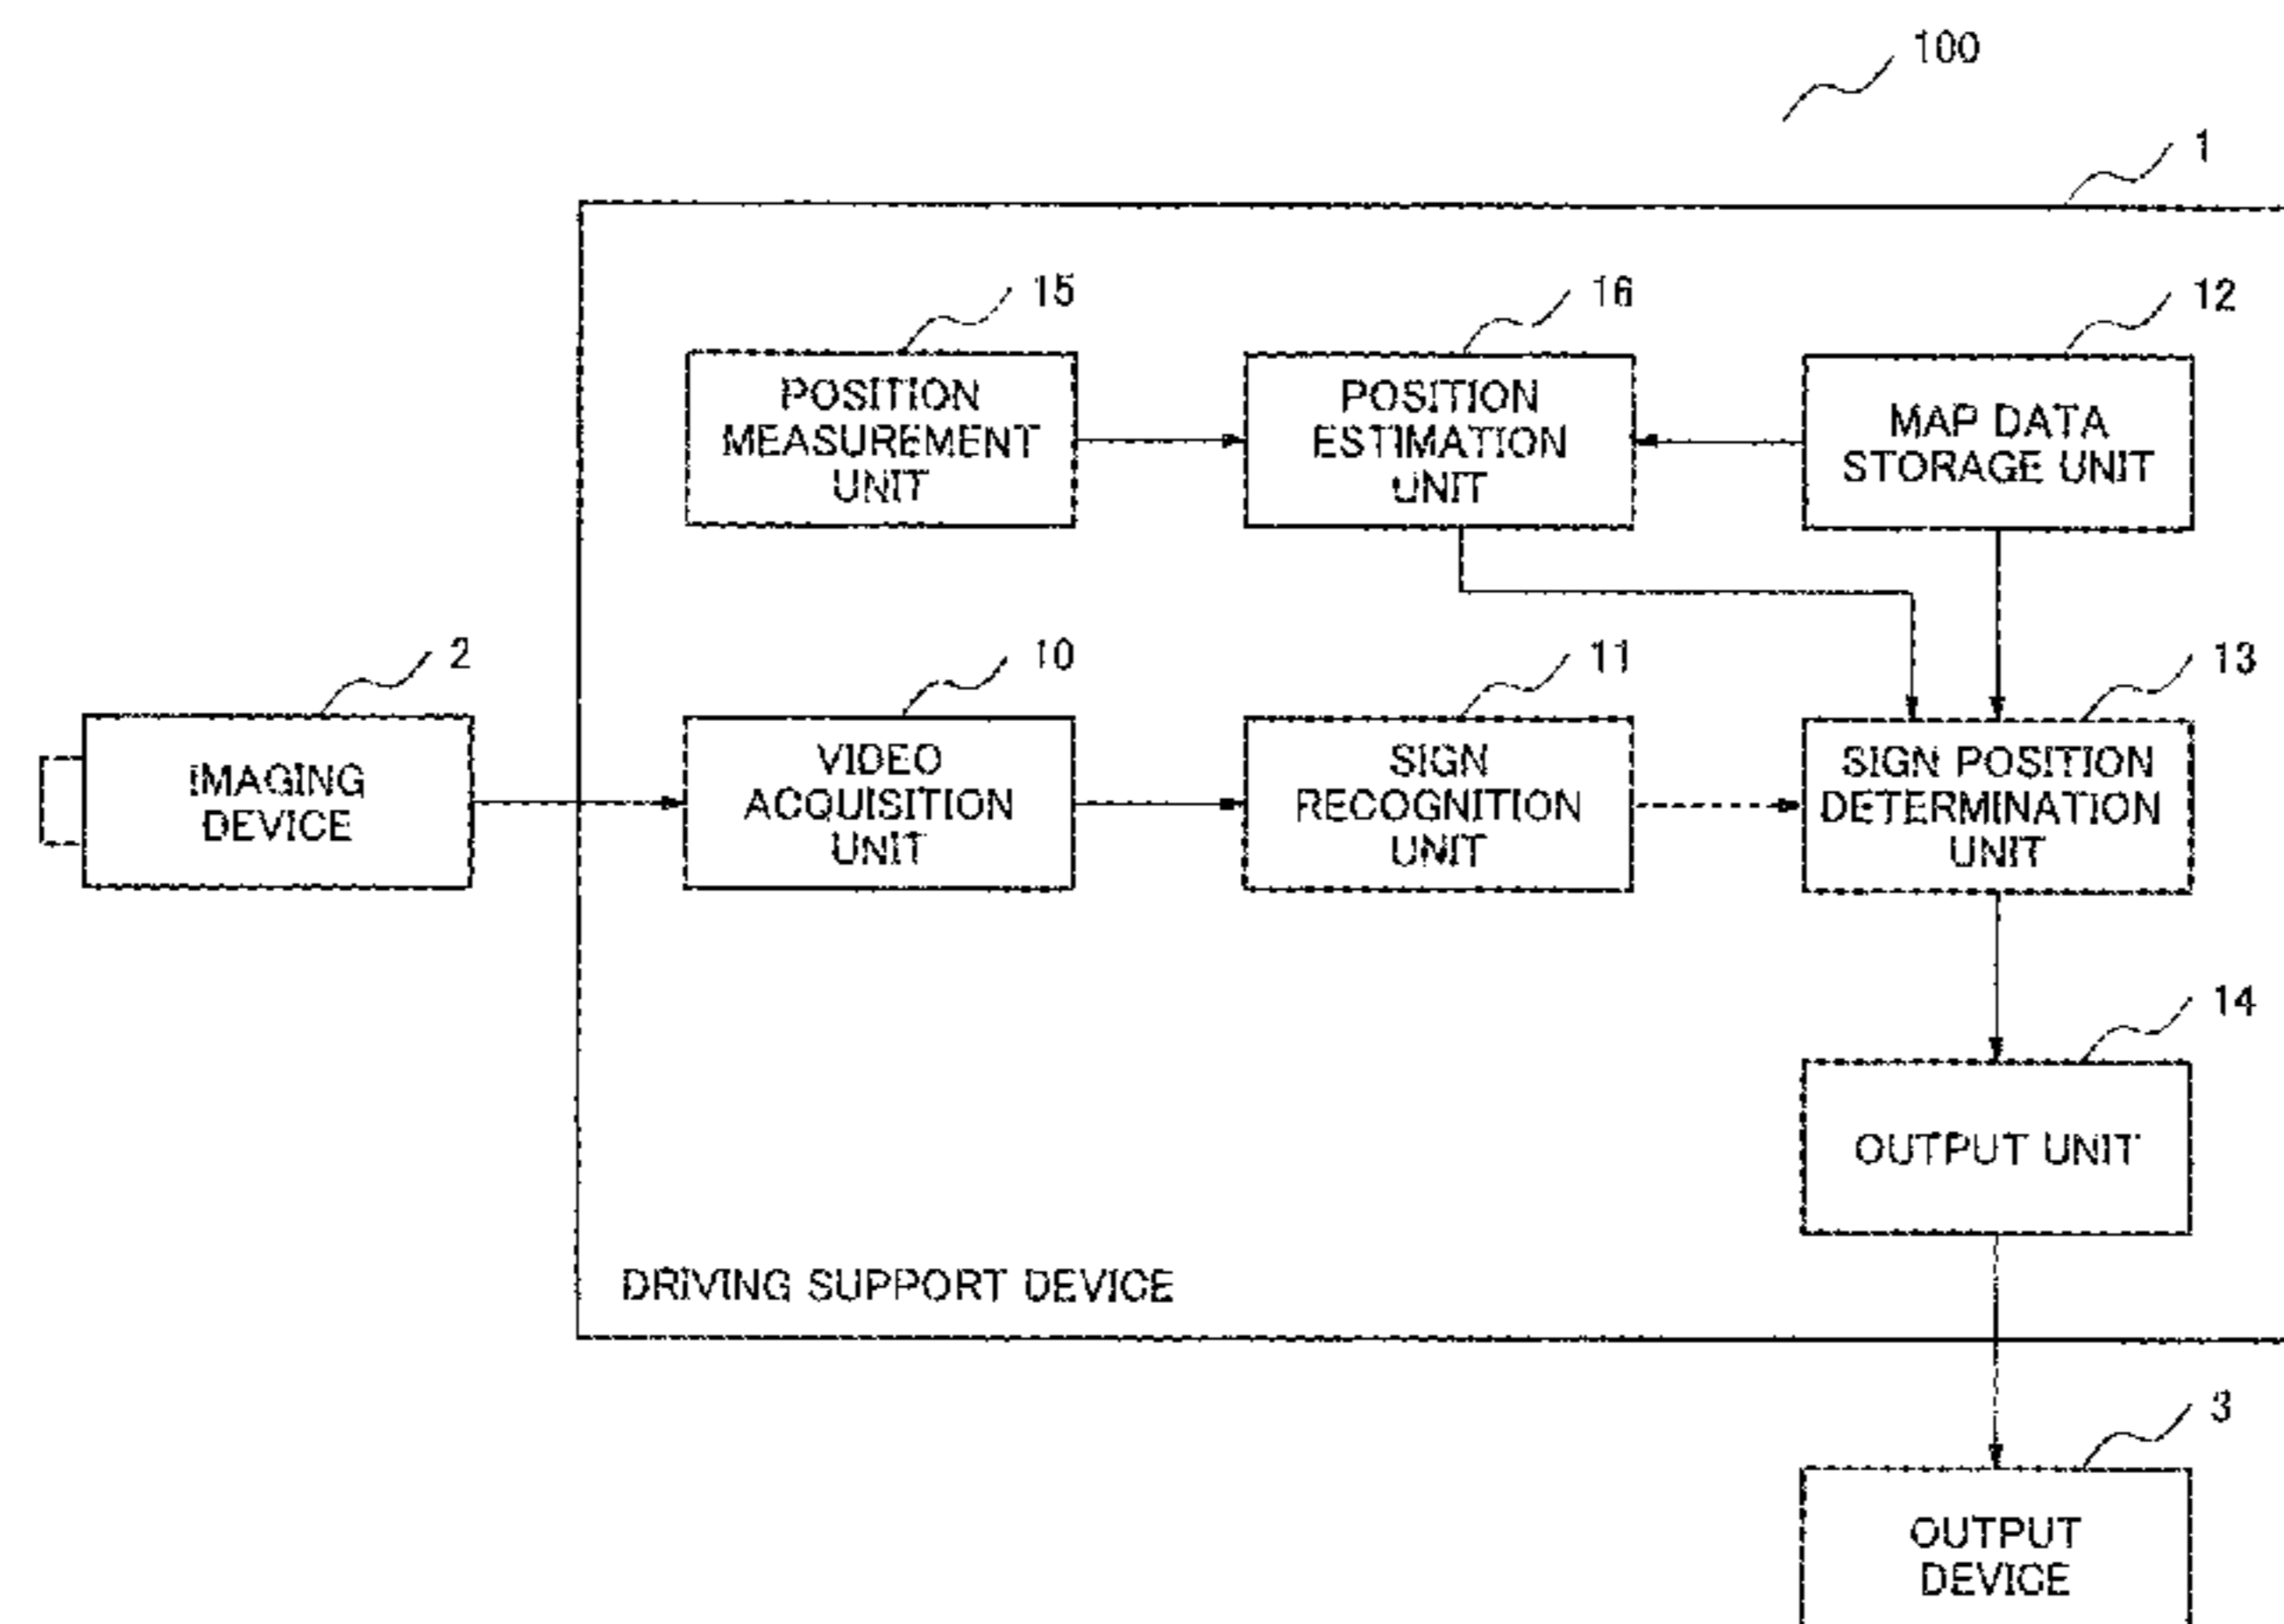 100
1
15
16
12
POSITION
MEASUREMENT
UNIT
POSITION
ESTIMATION
UNIT
MAP DATA
STORAGE UNIT
2
10
11
13
IMAGING
DEVICE
VIDEO
ACQUISITION
UNIT
SIGN
RECOGNITION
UNIT
SIGN POSITION
DETERMINATION
UNIT
14
OUTPUT UNIT
DRIVING SUPPORT DEVICE
3
OUTPUT
DEVICE